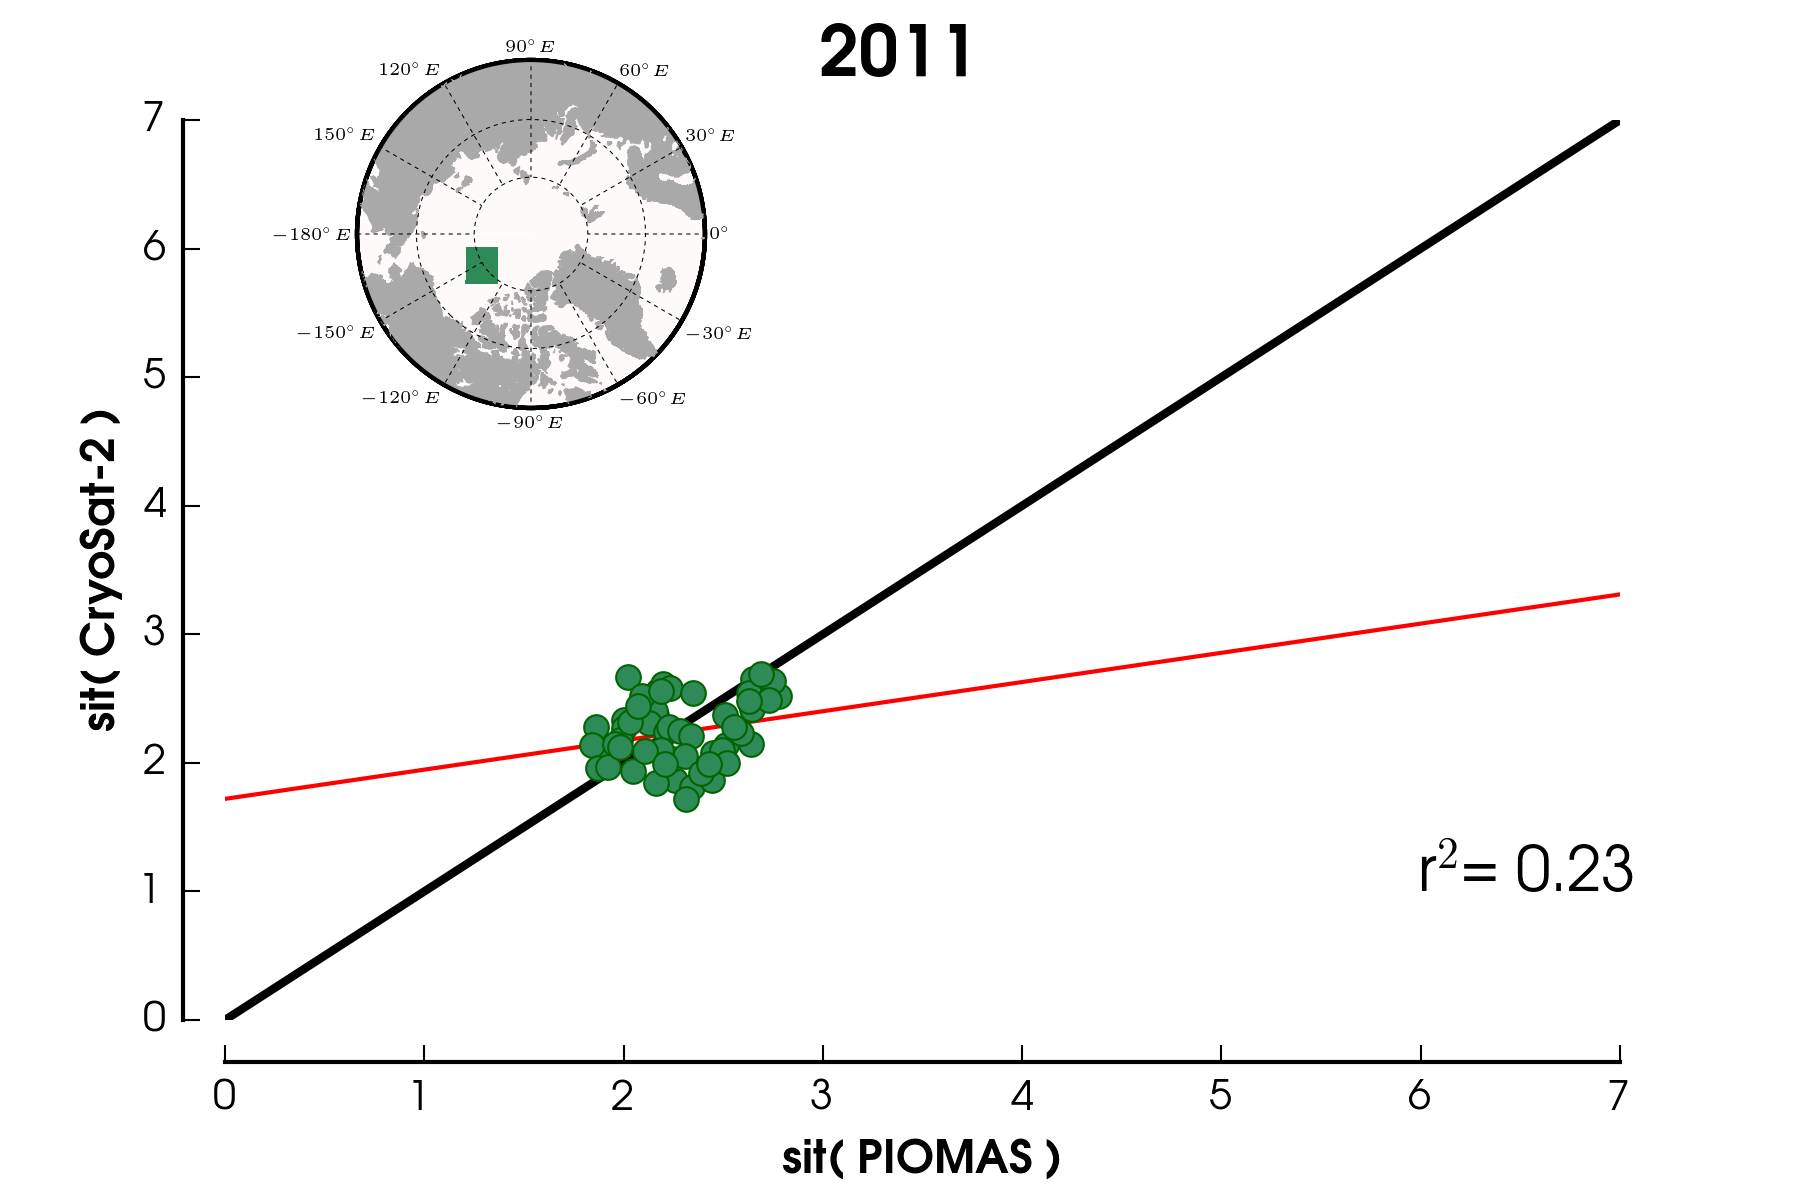 2011
90° E
120° E
60° E
150° E
30° E
−180° E
0°
−150° E
−30° E
−120° E
−60° E
−90° E
7
6
5
4
3
2
1
0
sit( CryoSat-2 )
r²= 0.23
0 1 2 3 4 5 6 7
sit( PIOMAS )